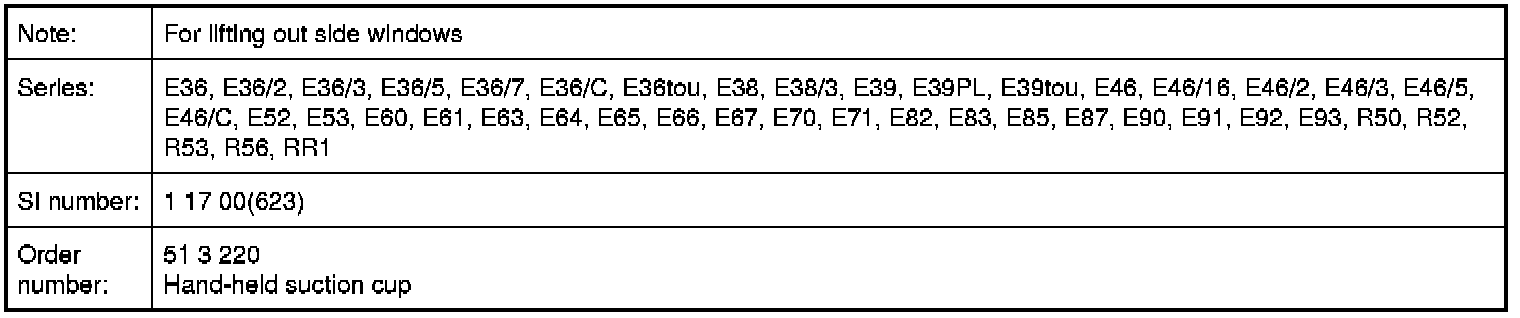 Note: For lifting out side windows
Series: E36, E36/2, E36/3, E36/5, E36/7, E36/C, E36tou, E38, E38/3, E39, E39PL, E39tou, E46, E46/16, E46/2, E46/3, E46/5,
E46/C, E52, E53, E60, E61, E63, E64, E65, E66, E67, E70, E71, E82, E83, E85, E87, E90, E91, E92, E93, R50, R52,
R53, R56, RR1
SI number: 1 17 00(623)
Order 51 3 220
number: Hand-held suction cup